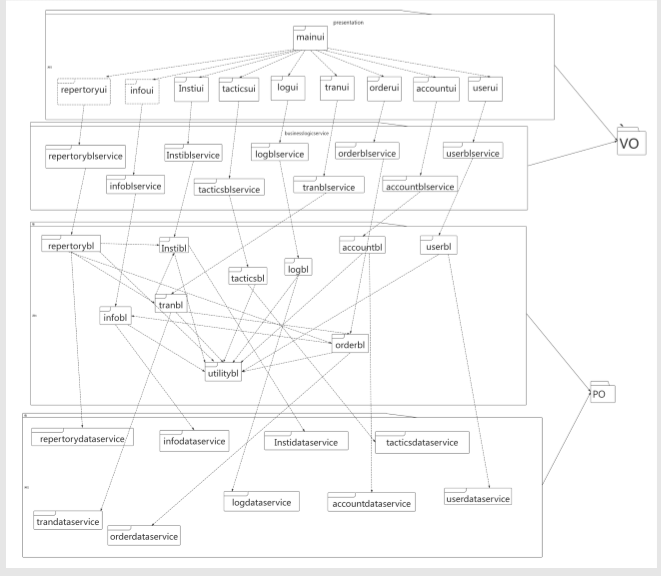 presentation
mainui
repertoryui
infoui
Instiui
tacticsui
logui
tranui
orderui
accountui
userui
VO
businesslogicservice
repertoryblservice
Instiblservice
logblservice
orderblservice
userblservice
infoblservice
tacticsblservice
tranblservice
accountblservice
repertorybl
Instibl
accountbl
userbl
tacticsbl
logbl
tranbl
infobl
orderbl
utilitybl
PO
repertorydataservice
infodataservice
Instidataservice
tacticsdataservice
logdataservice
accountdataservice
userdataservice
trandataservice
orderdataservice